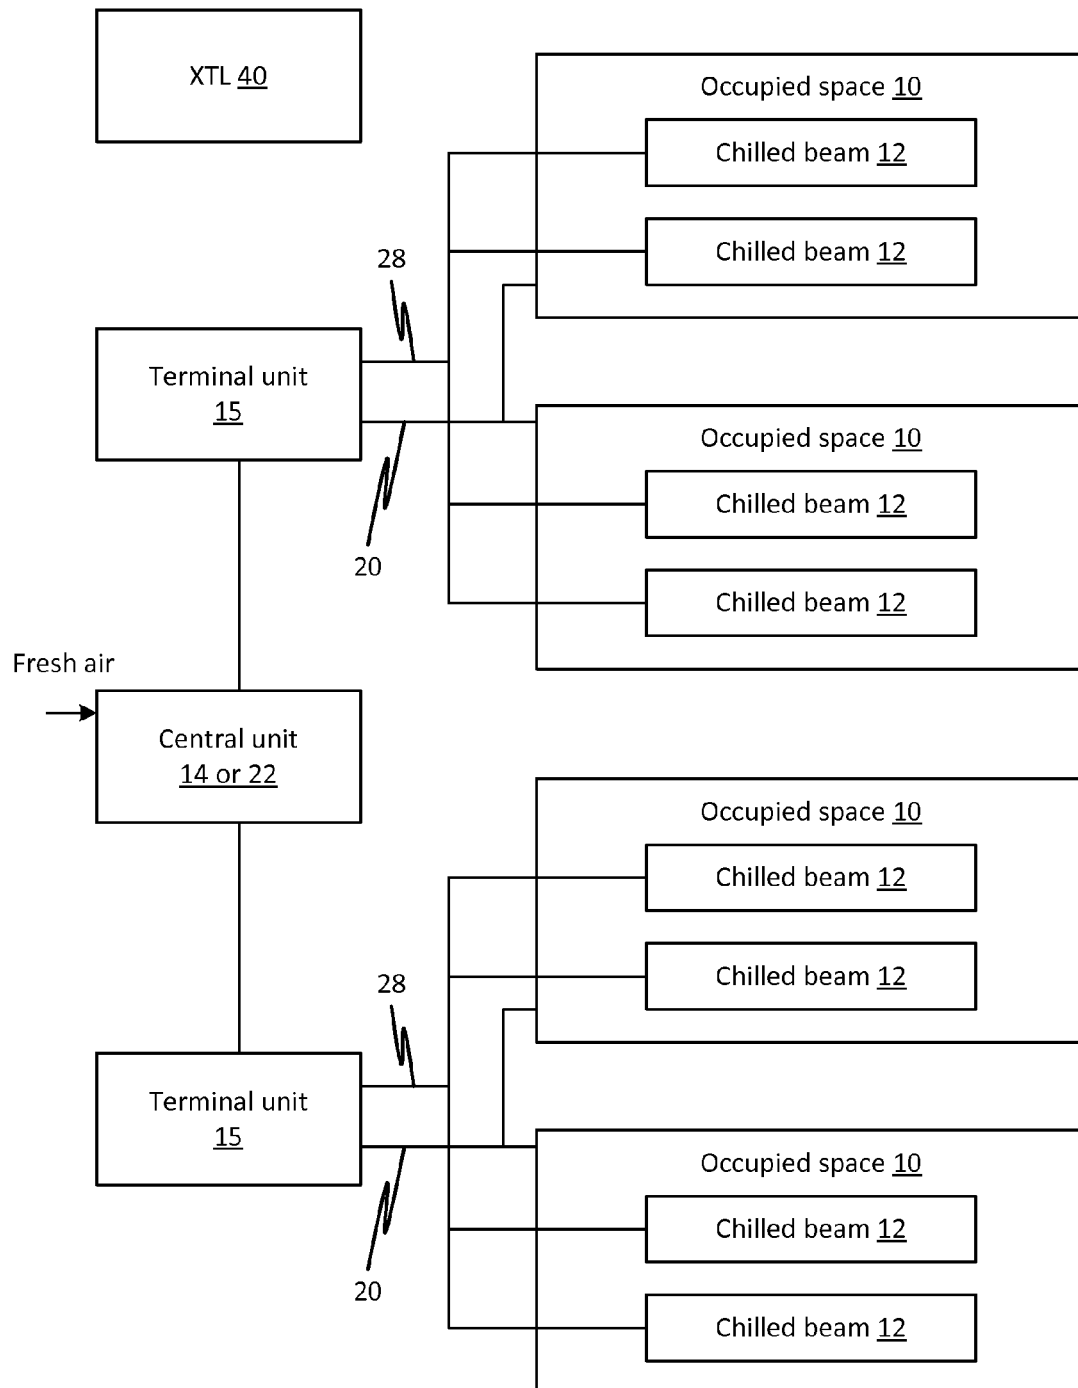 XTL 40
Occupied space 10
Chilled beam 12
Chilled beam 12
28
Terminal unit
15
20
Occupied space 10
Chilled beam 12
Chilled beam 12
Fresh air
Central unit
14 or 22
Occupied space 10
Chilled beam 12
Chilled beam 12
28
Terminal unit
15
20
Occupied space 10
Chilled beam 12
Chilled beam 12